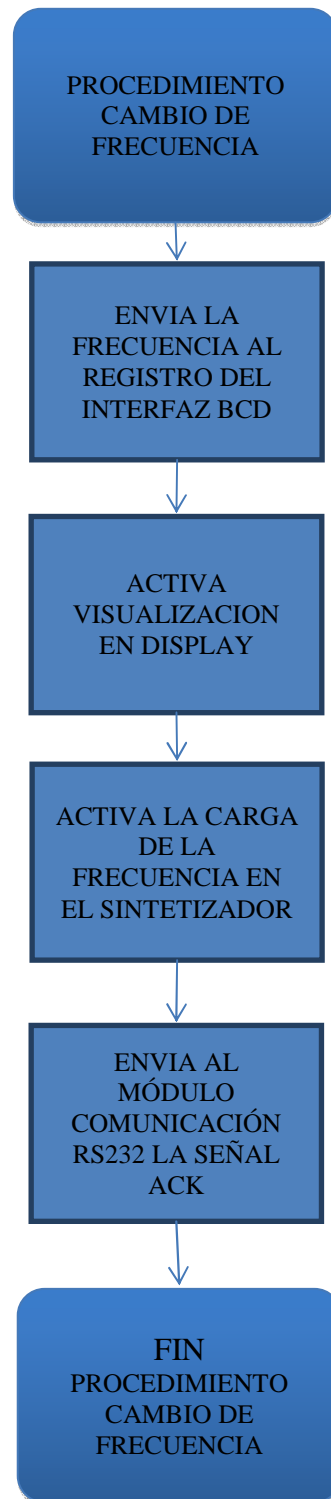 PROCEDIMIENTO
CAMBIO DE
FRECUENCIA
ENVIA LA
FRECUENCIA AL
REGISTRO DEL
INTERFAZ BCD
ACTIVA
VISUALIZACION
EN DISPLAY
ACTIVA LA CARGA
DE LA
FRECUENCIA EN
EL SINTETIZADOR
ENVIA AL
MÓDULO
COMUNICACIÓN
RS232 LA SEÑAL
ACK
FIN
PROCEDIMIENTO
CAMBIO DE
FRECUENCIA